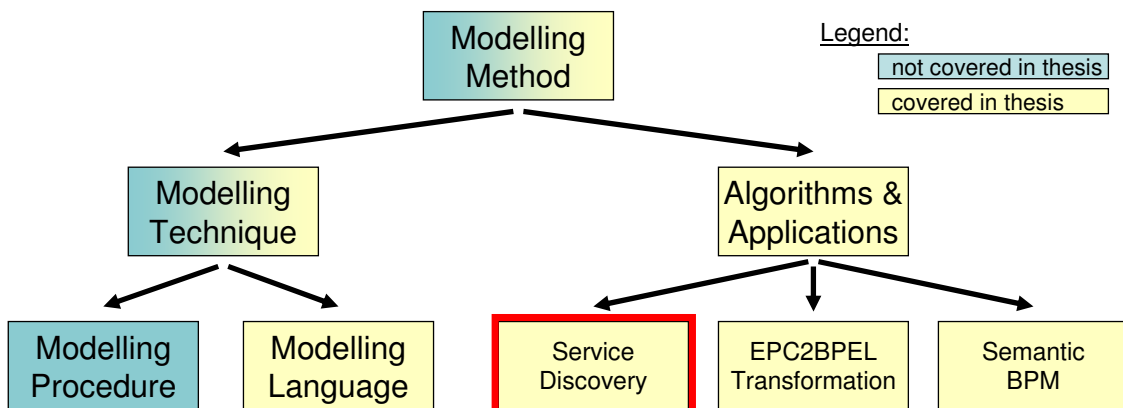 Modelling
Method
Legend:
not covered in thesis
covered in thesis
Modelling
Technique
Algorithms &
Applications
Modelling
Procedure
Modelling
Language
Service
Discovery
EPC2BPEL
Transformation
Semantic
BPM